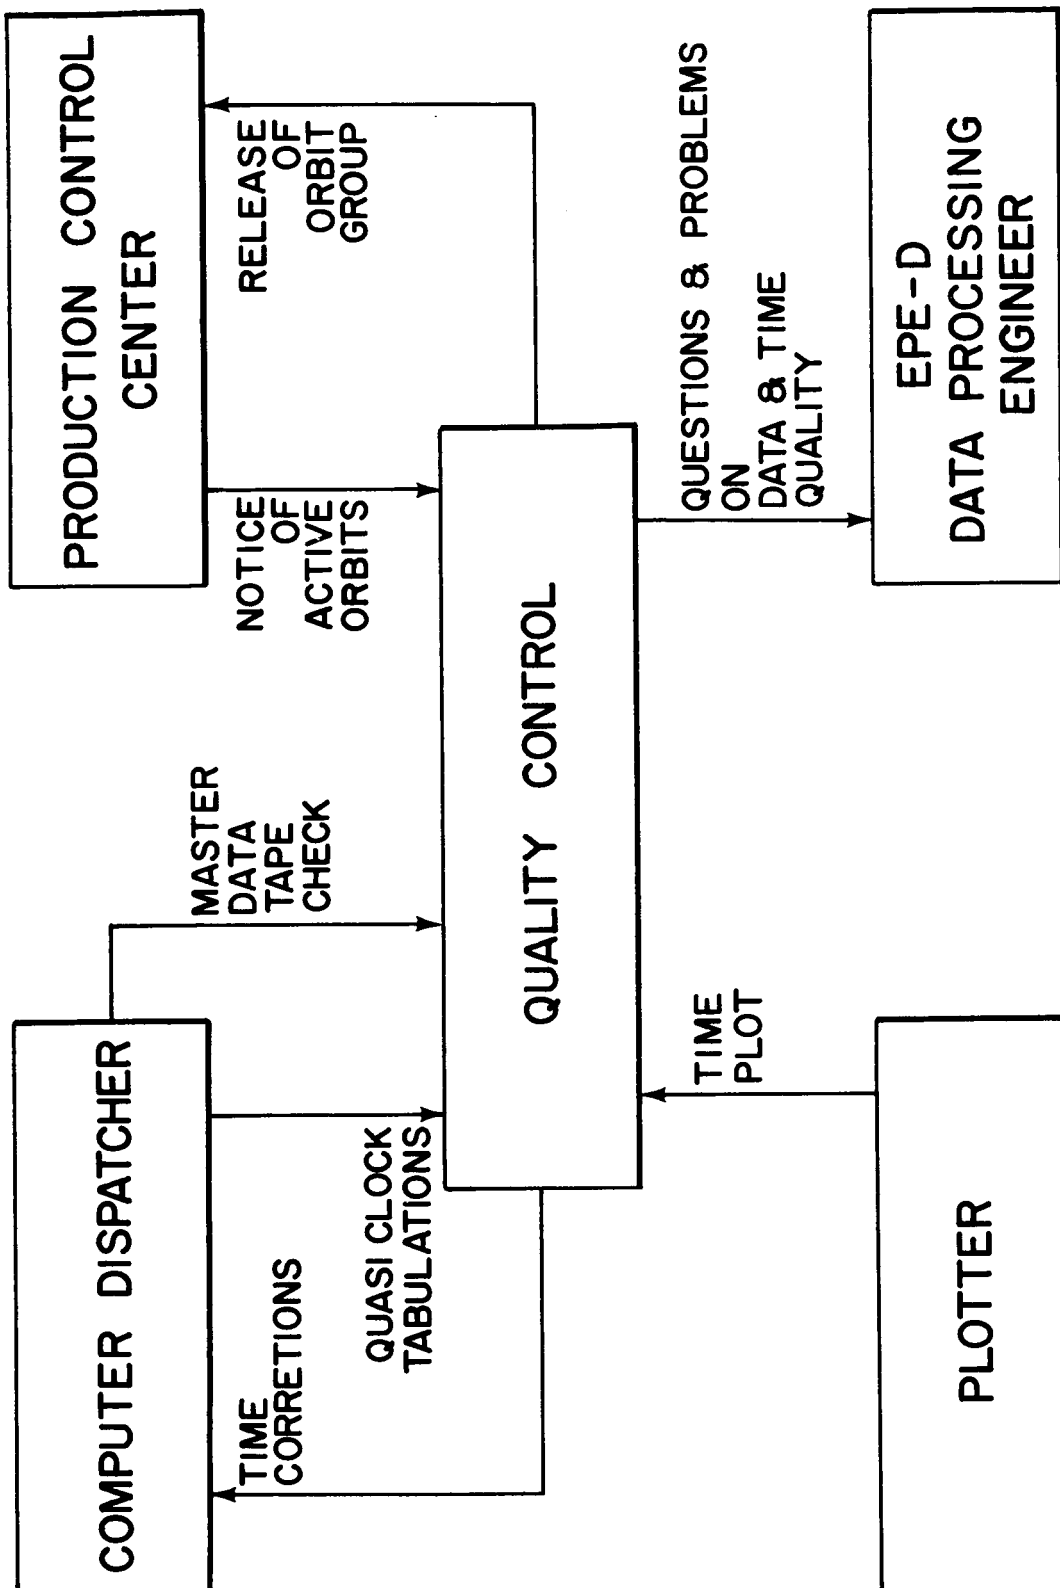 COMPUTER DISPATCHER
PRODUCTION CONTROL
CENTER
MASTER
DATA
TAPE
CHECK
TIME
CORRETIONS
QUASI CLOCK
TABULATIONS
NOTICE
OF
ACTIVE
ORBITS
RELEASE
OF
ORBIT
GROUP
QUALITY CONTROL
TIME
PLOT
QUESTIONS & PROBLEMS
ON
DATA & TIME
QUALITY
PLOTTER
EPE-D
DATA PROCESSING
ENGINEER